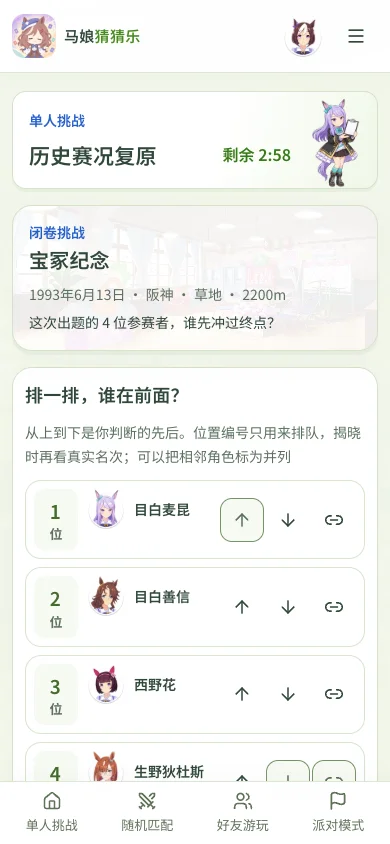 马娘猜猜乐
单人挑战
历史赛况复原
剩余 2:58
闭卷挑战
宝冢纪念
1993年6月13日 · 阪神 · 草地 · 2200m
这次出题的 4 位参赛者，谁先冲过终点？
排一排，谁在前面？
从上到下是你判断的先后。位置编号只用来排队，揭晓
时再看真实名次；可以把相邻角色标为并列
1
位
目白麦昆
2
位
目白善信
3
位
西野花
4
生野狄杜斯
单人挑战
随机匹配
好友游玩
派对模式